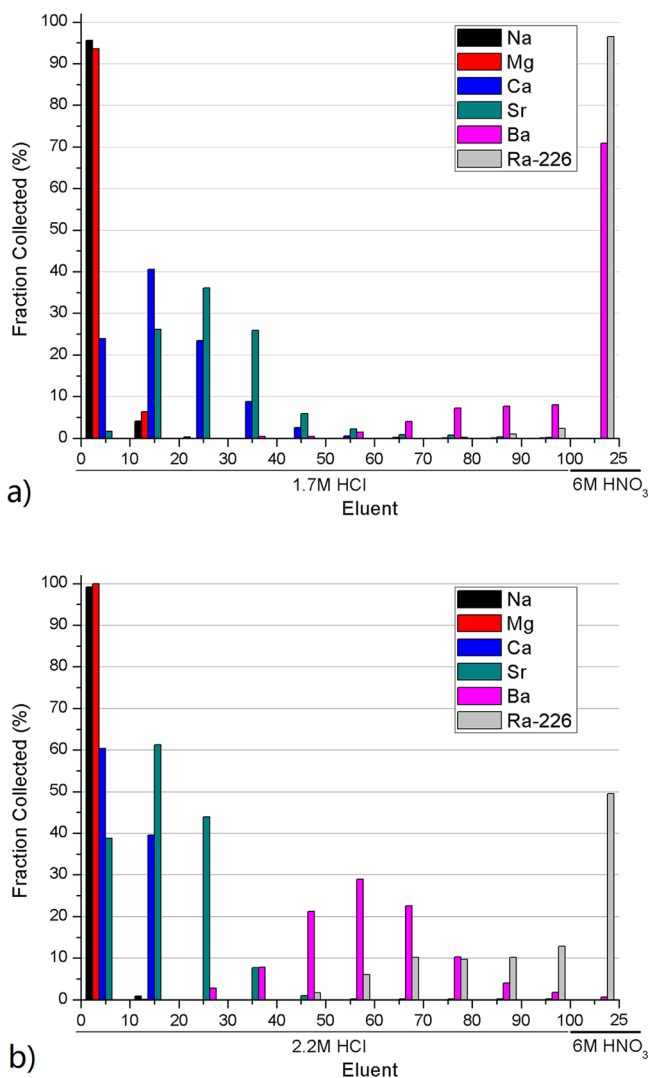 100
90
80
70
60
50
40
30
20
10
0
Fraction Collected (%)
Na
Mg
Ca
Sr
Ba
Ra-226
0 10 20 30 40 50 60 70 80 90 100 25
1.7M HCl 6M HNO3
Eluent
a)
100
90
80
70
60
50
40
30
20
10
0
Fraction Collected (%)
Na
Mg
Ca
Sr
Ba
Ra-226
0 10 20 30 40 50 60 70 80 90 100 25
2.2M HCl 6M HNO3
Eluent
b)